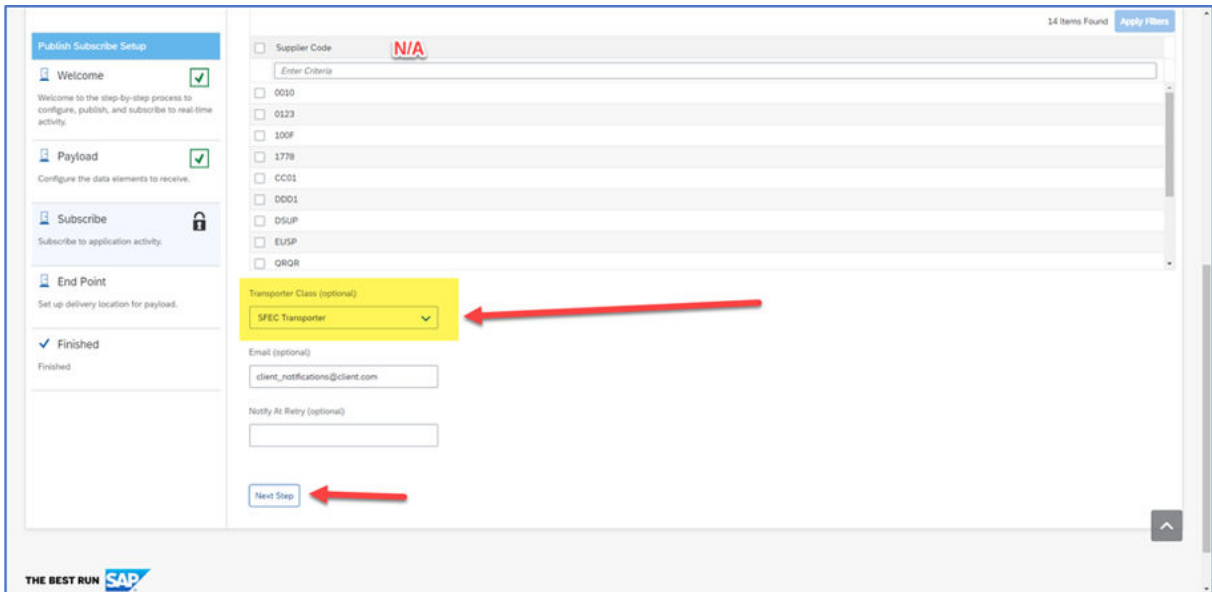 14 Items Found Apply Filters
Publish Subscribe Setup
Welcome
Welcome to the step-by-step process to
configure, publish, and subscribe to real-time
activity.
Payload
Configure the data elements to receive.
Subscribe
Subscribe to application activity.
End Point
Set up delivery location for payload.
Finished
Finished
Supplier Code N/A
Enter Criteria
0010
0123
100F
1778
CC01
DDD1
DSUP
EUSP
QRQR
Transporter Class (optional)
SFEC Transporter
Email (optional)
client_notifications@client.com
Notify At Retry (optional)
Next Step
THE BEST RUN SAP